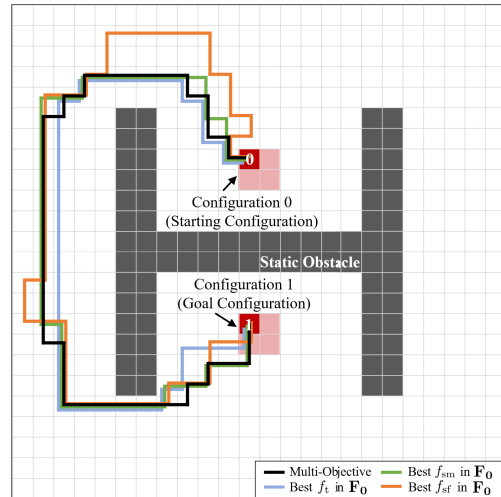 0
Configuration 0
(Starting Configuration)
Static Obstacle
Configuration 1
(Goal Configuration)
1
Multi-Objective
Best f_sm in F_0
Best f_t in F_0
Best f_sf in F_0